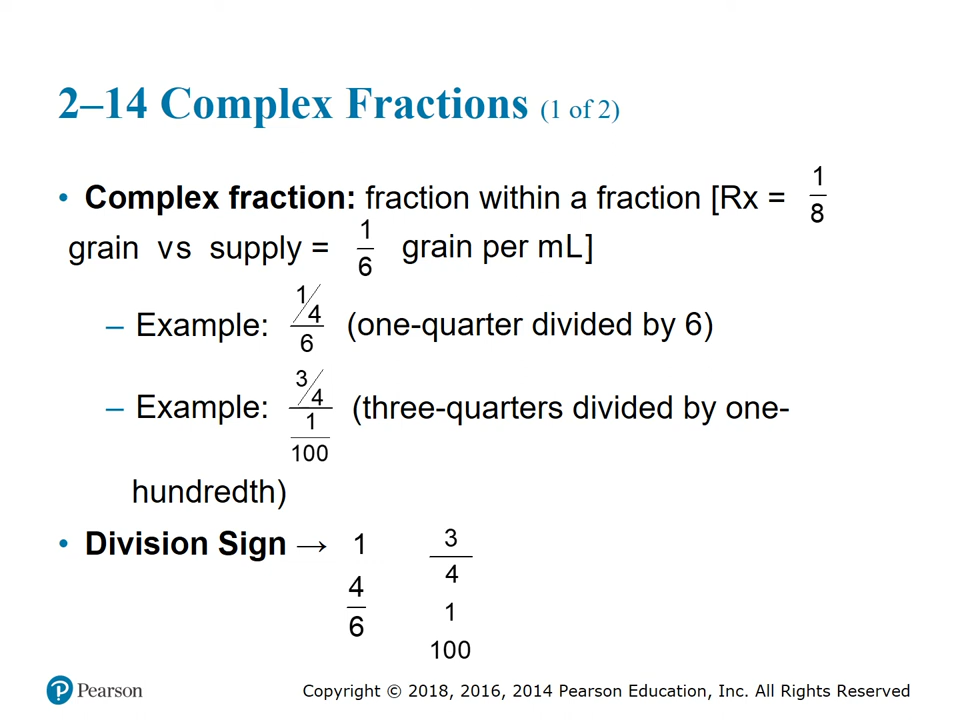 2–14 Complex Fractions (1 of 2)
• Complex fraction: fraction within a fraction [Rx = 1/8
grain vs supply = 1/6 grain per mL]
– Example: 1/4 / 6 (one-quarter divided by 6)
– Example: 3/4 / 1/100 (three-quarters divided by one-
hundredth)
• Division Sign → 1 3
4 4
6 1
100
Pearson Copyright © 2018, 2016, 2014 Pearson Education, Inc. All Rights Reserved